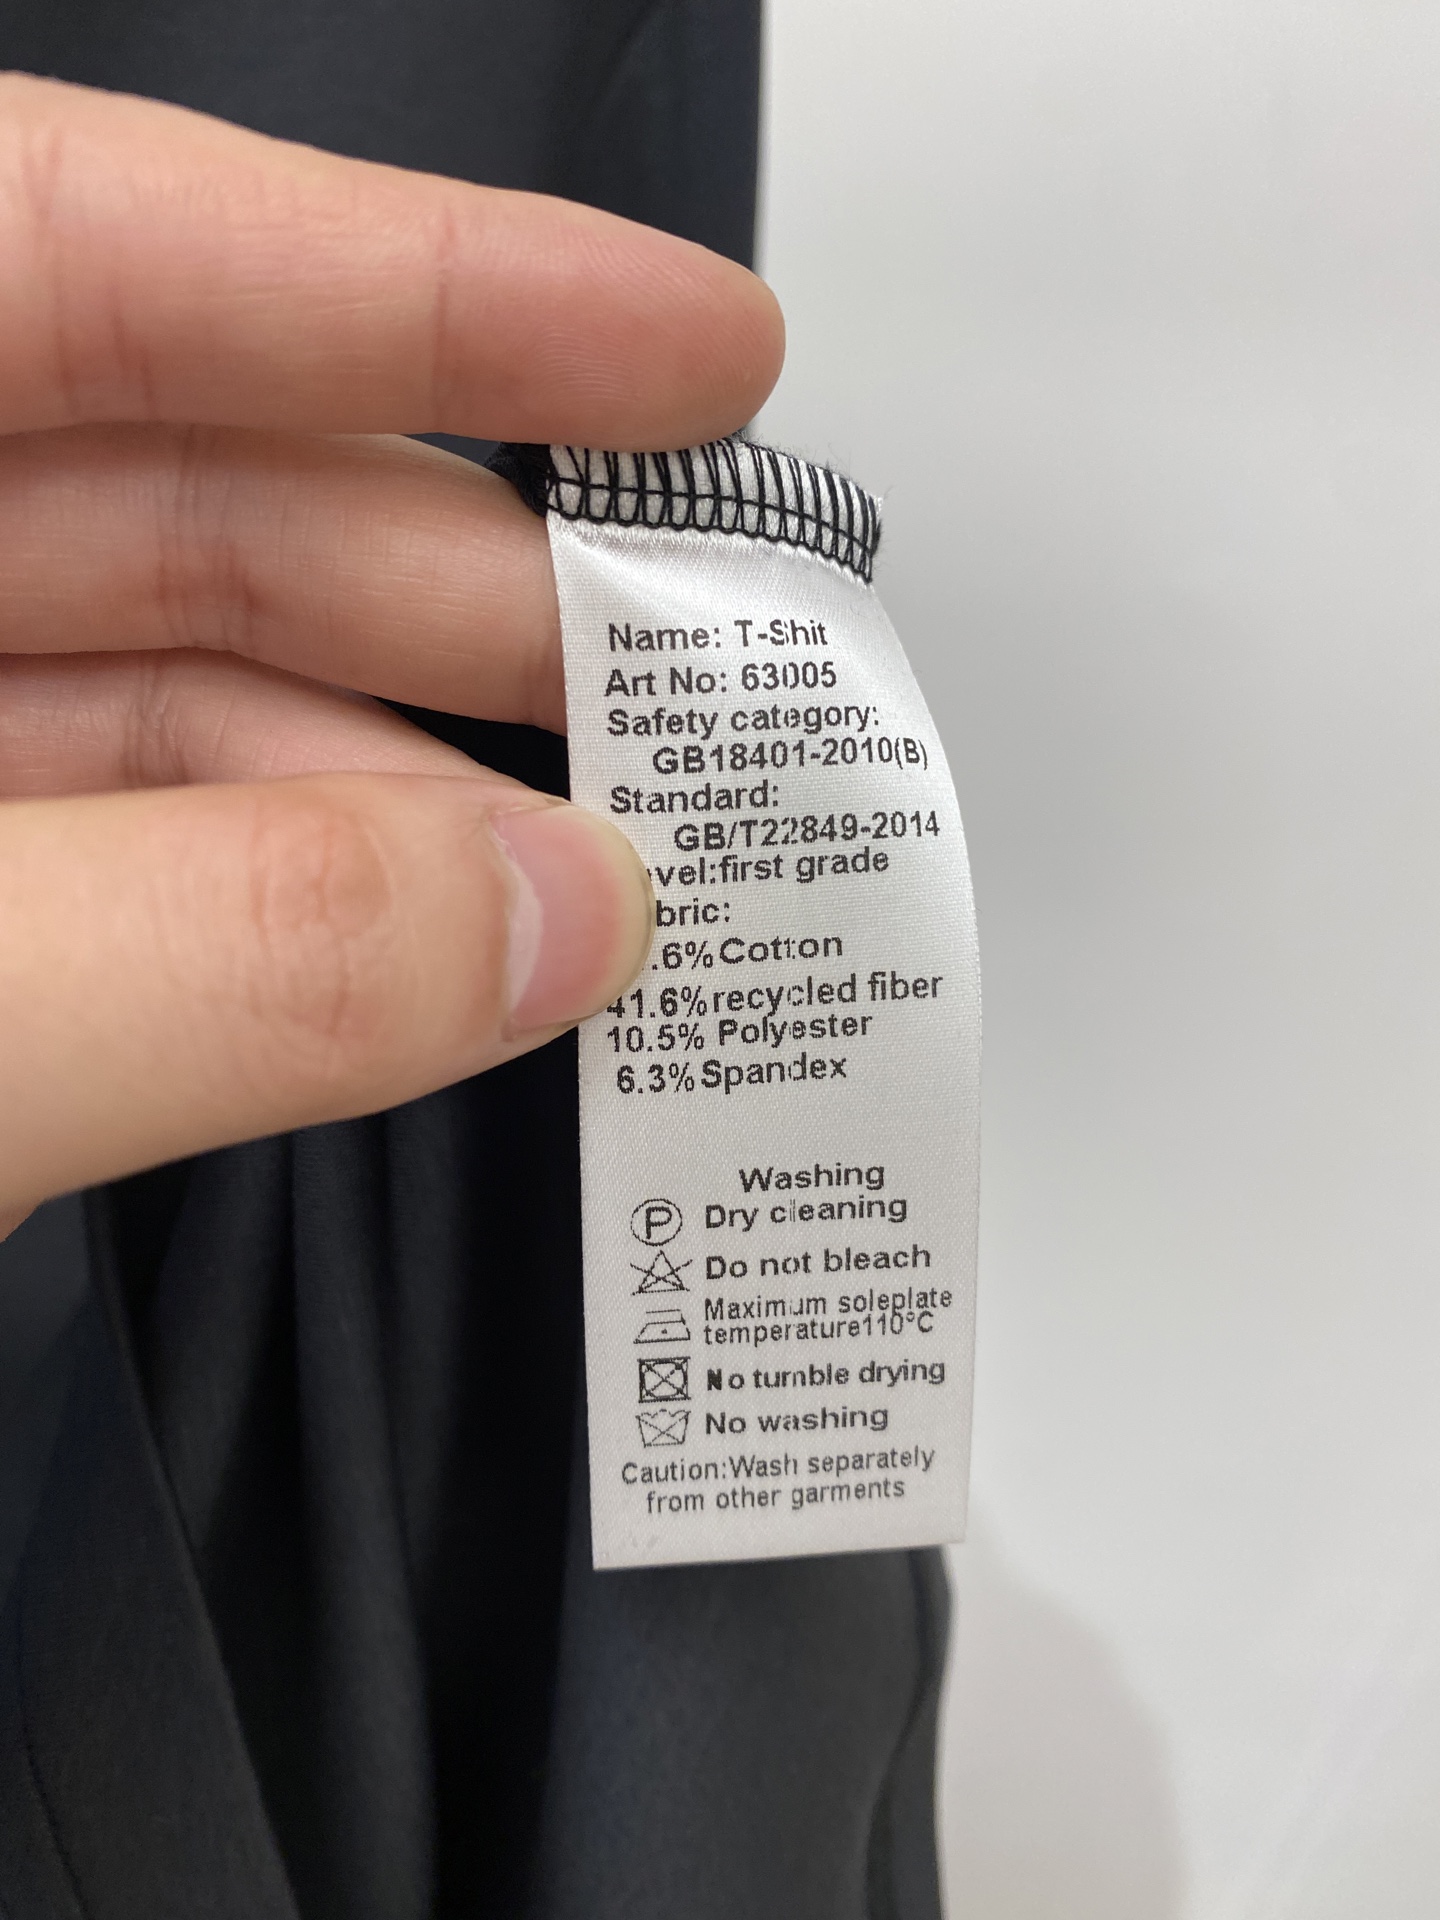 Name: T-Shit
Art No: 63005
Safety category:
GB18401-2010(B)
Standard:
GB/T22849-2014
vel:first grade
bric:
.6% Cotton
41.6% recycled fiber
10.5% Polyester
6.3% Spandex
Washing
P Dry cleaning
Do not bleach
Maximum soleplate
temperature110°C
No tumble drying
No washing
Caution:Wash separately
from other garments